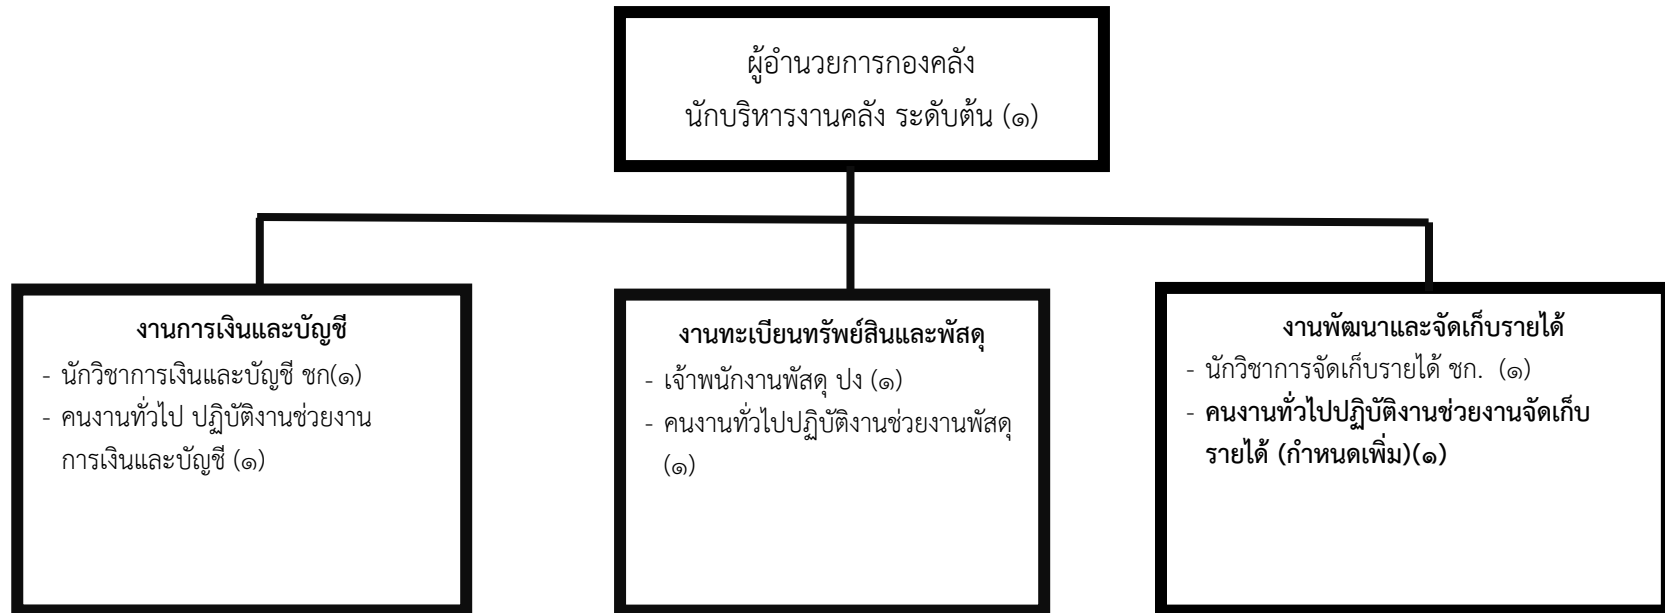 ผู้อำนวยการกองคลัง
นักบริหารงานคลัง ระดับต้น (๑)
งานการเงินและบัญชี
- นักวิชาการเงินและบัญชี ชก(๑)
- คนงานทั่วไป ปฏิบัติงานช่วยงาน
การเงินและบัญชี (๑)
งานทะเบียนทรัพย์สินและพัสดุ
- เจ้าพนักงานพัสดุ ปง (๑)
- คนงานทั่วไปปฏิบัติงานช่วยงานพัสดุ
(๑)
งานพัฒนาและจัดเก็บรายได้
- นักวิชาการจัดเก็บรายได้ ชก. (๑)
- คนงานทั่วไปปฏิบัติงานช่วยงานจัดเก็บ
รายได้ (กำหนดเพิ่ม)(๑)